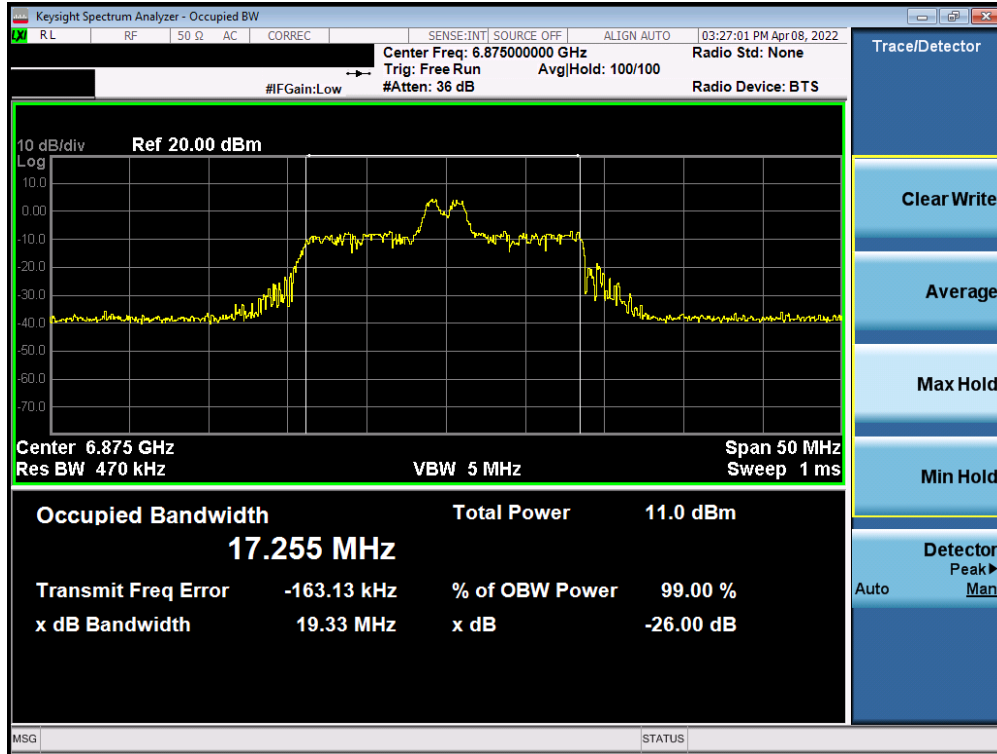 Keysight Spectrum Analyzer - Occupied BW
LXI RL RF 50 Ω AC CORREC SENSE:INT SOURCE OFF ALIGN AUTO 03:27:01 PM Apr 08, 2022
Center Freq: 6.875000000 GHz Radio Std: None
Trig: Free Run Avg|Hold: 100/100
#IFGain:Low #Atten: 36 dB Radio Device: BTS
10 dB/div Ref 20.00 dBm
Log
10.0
0.00
-10.0
-20.0
-30.0
-40.0
-50.0
-60.0
-70.0
Center 6.875 GHz Span 50 MHz
Res BW 470 kHz VBW 5 MHz Sweep 1 ms
Occupied Bandwidth Total Power 11.0 dBm
17.255 MHz
Transmit Freq Error -163.13 kHz % of OBW Power 99.00 %
x dB Bandwidth 19.33 MHz x dB -26.00 dB
MSG STATUS
Trace/Detector
Clear Write
Average
Max Hold
Min Hold
Detector
Peak▶
Auto Man